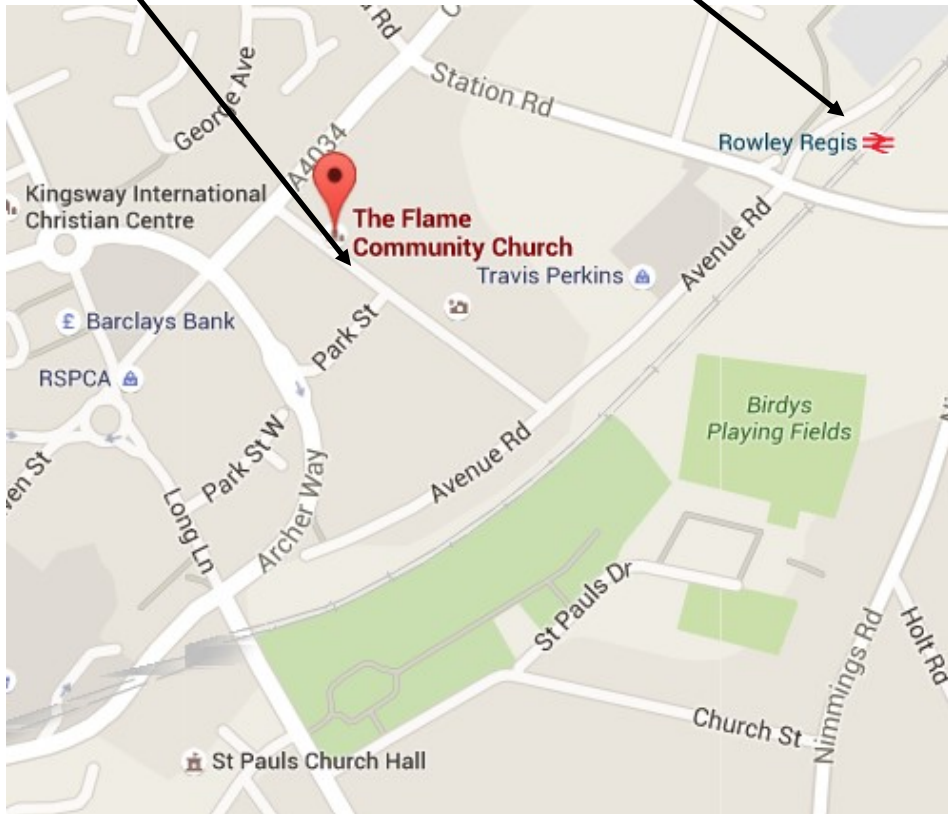 Rd
Station Rd
George Ave
A4034
Rowley Regis
Kingsway International
Christian Centre
The Flame
Community Church
Avenue Rd
Travis Perkins
£ Barclays Bank
Park St
RSPCA
Birdys
Playing Fields
Park St W
Avenue Rd
Long Ln
Archer Way
St Pauls Dr
Holt Rd
Nimmings Rd
Church St
St Pauls Church Hall